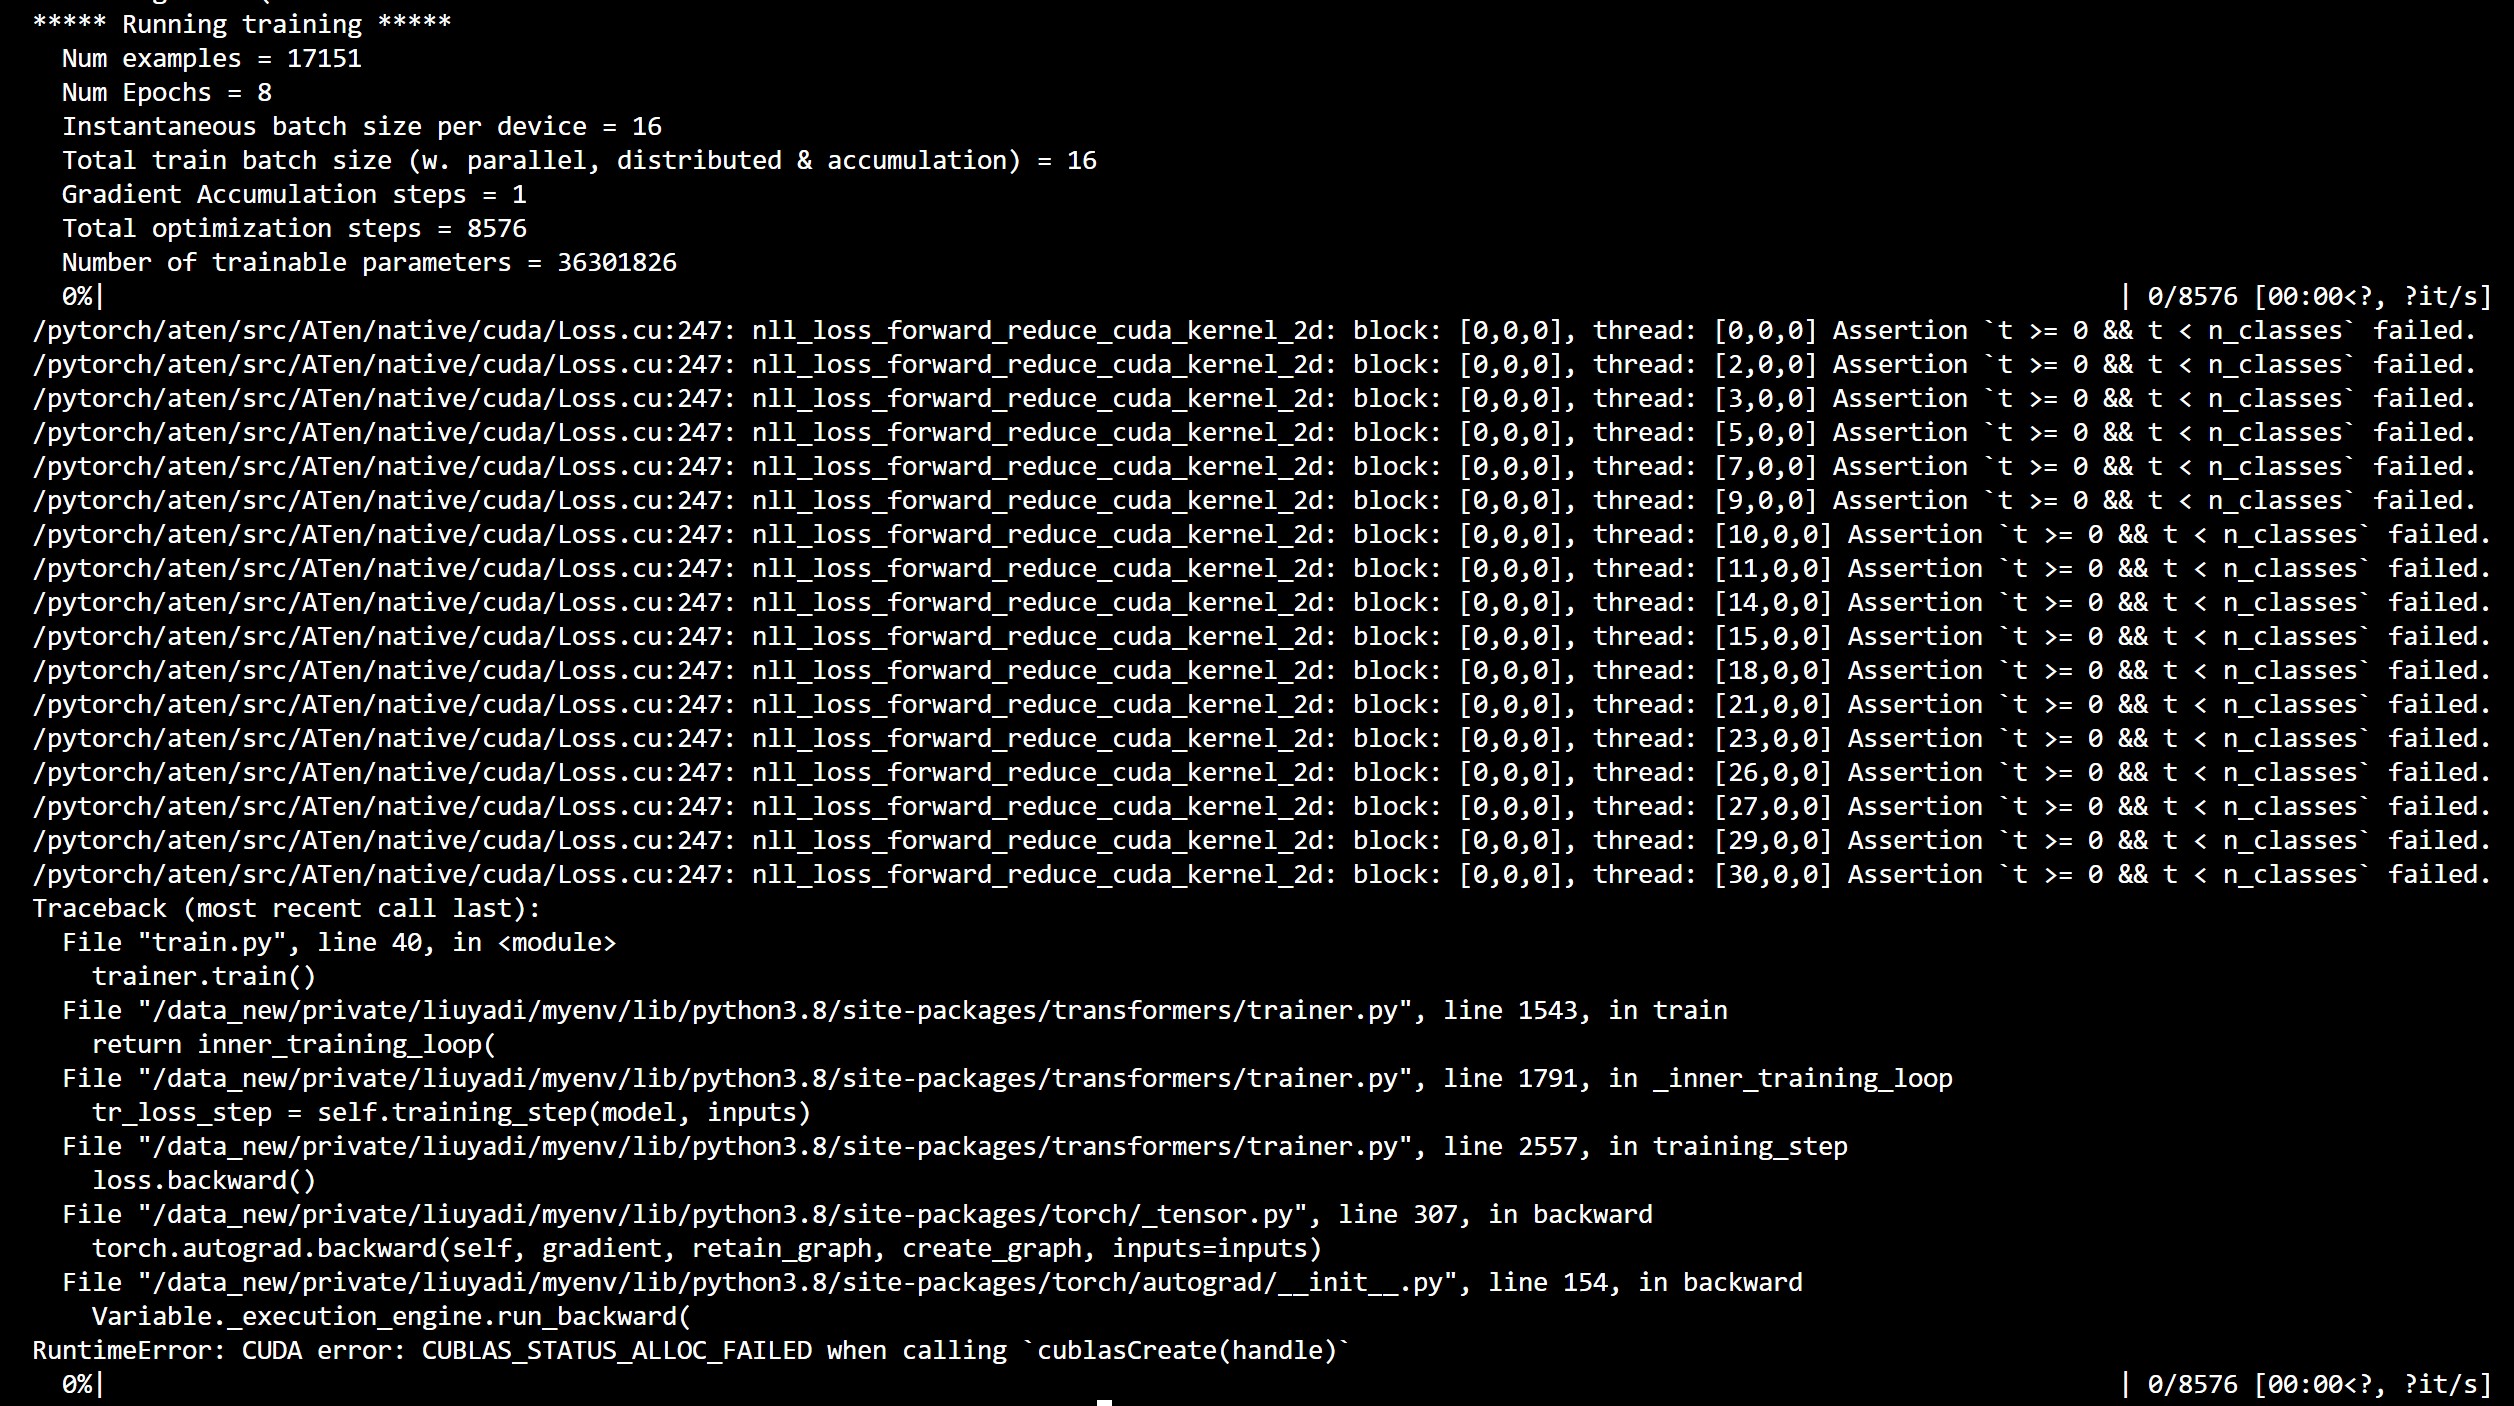 ***** Running training *****
  Num examples = 17151
  Num Epochs = 8
  Instantaneous batch size per device = 16
  Total train batch size (w. parallel, distributed & accumulation) = 16
  Gradient Accumulation steps = 1
  Total optimization steps = 8576
  Number of trainable parameters = 36301826
  0%| | 0/8576 [00:00<?, ?it/s]
/pytorch/aten/src/ATen/native/cuda/Loss.cu:247: nll_loss_forward_reduce_cuda_kernel_2d: block: [0,0,0], thread: [0,0,0] Assertion `t >= 0 && t < n_classes` failed.
/pytorch/aten/src/ATen/native/cuda/Loss.cu:247: nll_loss_forward_reduce_cuda_kernel_2d: block: [0,0,0], thread: [2,0,0] Assertion `t >= 0 && t < n_classes` failed.
/pytorch/aten/src/ATen/native/cuda/Loss.cu:247: nll_loss_forward_reduce_cuda_kernel_2d: block: [0,0,0], thread: [3,0,0] Assertion `t >= 0 && t < n_classes` failed.
/pytorch/aten/src/ATen/native/cuda/Loss.cu:247: nll_loss_forward_reduce_cuda_kernel_2d: block: [0,0,0], thread: [5,0,0] Assertion `t >= 0 && t < n_classes` failed.
/pytorch/aten/src/ATen/native/cuda/Loss.cu:247: nll_loss_forward_reduce_cuda_kernel_2d: block: [0,0,0], thread: [7,0,0] Assertion `t >= 0 && t < n_classes` failed.
/pytorch/aten/src/ATen/native/cuda/Loss.cu:247: nll_loss_forward_reduce_cuda_kernel_2d: block: [0,0,0], thread: [9,0,0] Assertion `t >= 0 && t < n_classes` failed.
/pytorch/aten/src/ATen/native/cuda/Loss.cu:247: nll_loss_forward_reduce_cuda_kernel_2d: block: [0,0,0], thread: [10,0,0] Assertion `t >= 0 && t < n_classes` failed.
/pytorch/aten/src/ATen/native/cuda/Loss.cu:247: nll_loss_forward_reduce_cuda_kernel_2d: block: [0,0,0], thread: [11,0,0] Assertion `t >= 0 && t < n_classes` failed.
/pytorch/aten/src/ATen/native/cuda/Loss.cu:247: nll_loss_forward_reduce_cuda_kernel_2d: block: [0,0,0], thread: [14,0,0] Assertion `t >= 0 && t < n_classes` failed.
/pytorch/aten/src/ATen/native/cuda/Loss.cu:247: nll_loss_forward_reduce_cuda_kernel_2d: block: [0,0,0], thread: [15,0,0] Assertion `t >= 0 && t < n_classes` failed.
/pytorch/aten/src/ATen/native/cuda/Loss.cu:247: nll_loss_forward_reduce_cuda_kernel_2d: block: [0,0,0], thread: [18,0,0] Assertion `t >= 0 && t < n_classes` failed.
/pytorch/aten/src/ATen/native/cuda/Loss.cu:247: nll_loss_forward_reduce_cuda_kernel_2d: block: [0,0,0], thread: [21,0,0] Assertion `t >= 0 && t < n_classes` failed.
/pytorch/aten/src/ATen/native/cuda/Loss.cu:247: nll_loss_forward_reduce_cuda_kernel_2d: block: [0,0,0], thread: [23,0,0] Assertion `t >= 0 && t < n_classes` failed.
/pytorch/aten/src/ATen/native/cuda/Loss.cu:247: nll_loss_forward_reduce_cuda_kernel_2d: block: [0,0,0], thread: [26,0,0] Assertion `t >= 0 && t < n_classes` failed.
/pytorch/aten/src/ATen/native/cuda/Loss.cu:247: nll_loss_forward_reduce_cuda_kernel_2d: block: [0,0,0], thread: [27,0,0] Assertion `t >= 0 && t < n_classes` failed.
/pytorch/aten/src/ATen/native/cuda/Loss.cu:247: nll_loss_forward_reduce_cuda_kernel_2d: block: [0,0,0], thread: [29,0,0] Assertion `t >= 0 && t < n_classes` failed.
/pytorch/aten/src/ATen/native/cuda/Loss.cu:247: nll_loss_forward_reduce_cuda_kernel_2d: block: [0,0,0], thread: [30,0,0] Assertion `t >= 0 && t < n_classes` failed.
Traceback (most recent call last):
  File "train.py", line 40, in <module>
    trainer.train()
  File "/data_new/private/liuyadi/myenv/lib/python3.8/site-packages/transformers/trainer.py", line 1543, in train
    return inner_training_loop(
  File "/data_new/private/liuyadi/myenv/lib/python3.8/site-packages/transformers/trainer.py", line 1791, in _inner_training_loop
    tr_loss_step = self.training_step(model, inputs)
  File "/data_new/private/liuyadi/myenv/lib/python3.8/site-packages/transformers/trainer.py", line 2557, in training_step
    loss.backward()
  File "/data_new/private/liuyadi/myenv/lib/python3.8/site-packages/torch/_tensor.py", line 307, in backward
    torch.autograd.backward(self, gradient, retain_graph, create_graph, inputs=inputs)
  File "/data_new/private/liuyadi/myenv/lib/python3.8/site-packages/torch/autograd/__init__.py", line 154, in backward
    Variable._execution_engine.run_backward(
RuntimeError: CUDA error: CUBLAS_STATUS_ALLOC_FAILED when calling `cublasCreate(handle)`
  0%| | 0/8576 [00:00<?, ?it/s]